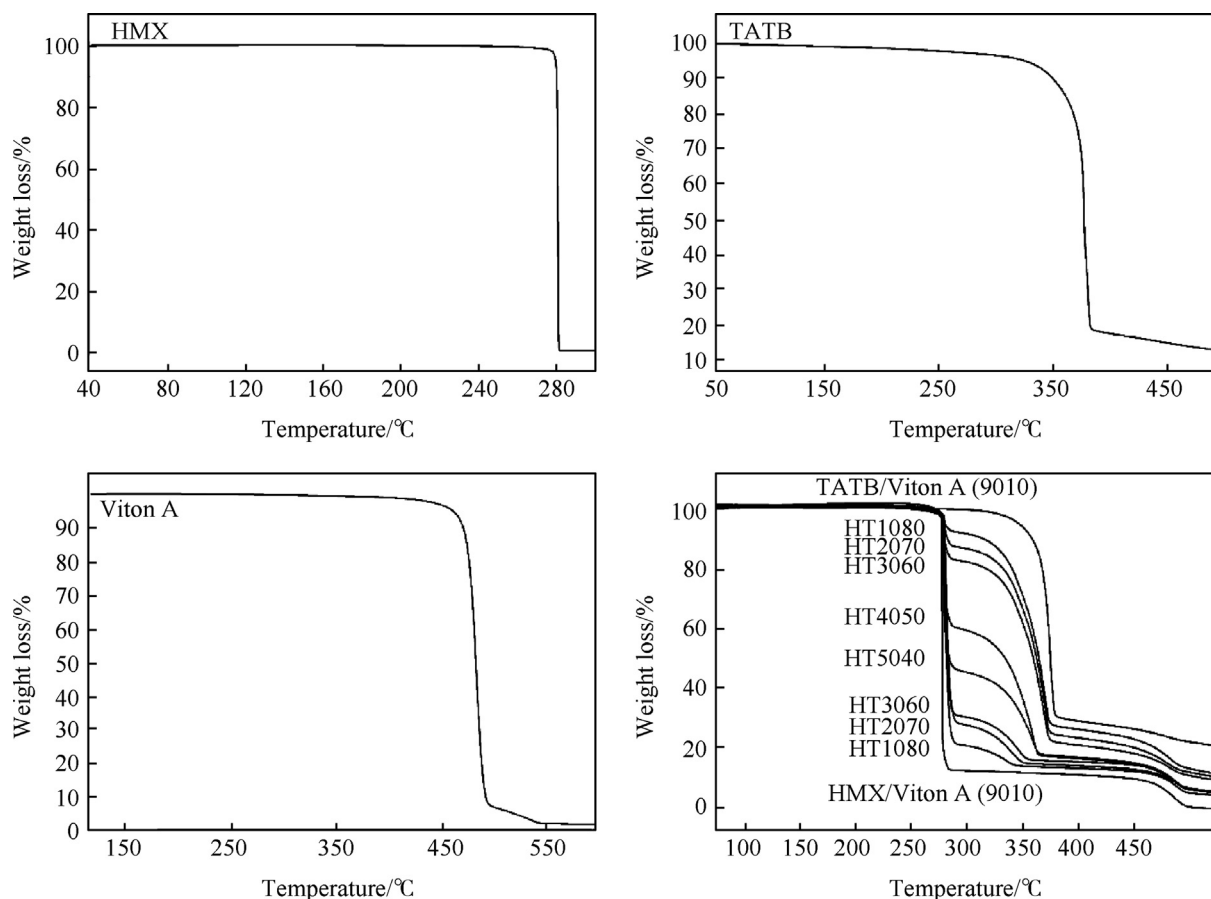 HMX
100
80
60
40
20
0
Weight loss/%
40 80 120 160 200 240 280
Temperature/℃
TATB
100
90
80
70
60
50
40
30
20
10
Weight loss/%
50 150 250 350 450
Temperature/℃
Viton A
90
80
70
60
50
40
30
20
10
0
Weight loss/%
150 250 350 450 550
Temperature/℃
TATB/Viton A (9010)
HT1080
HT2070
HT3060
HT4050
HT5040
HT3060
HT2070
HT1080
HMX/Viton A (9010)
100
80
60
40
20
0
Weight loss/%
100 150 200 250 300 350 400 450
Temperature/℃